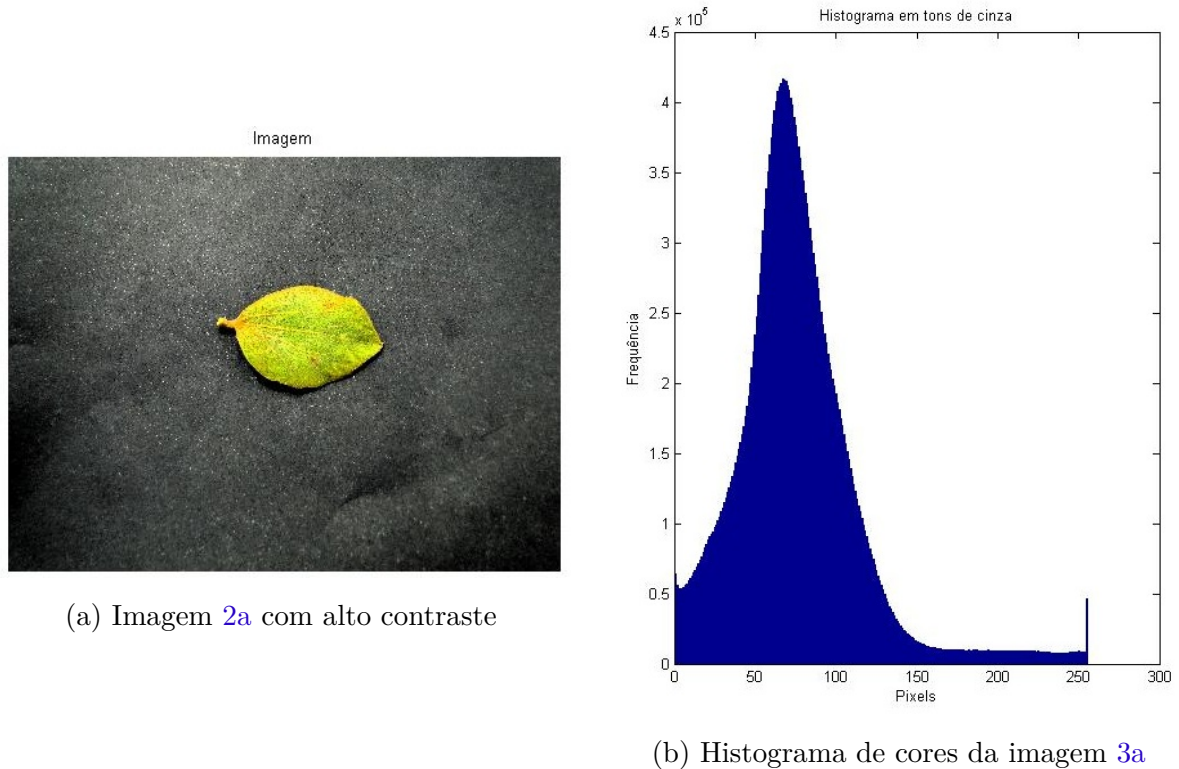 Imagem
(a) Imagem 2a com alto contraste
Histograma em tons de cinza
x 10^5
4.5
4
3.5
3
2.5
2
1.5
1
0.5
0
Frequência
0 50 100 150 200 250 300
Pixels
(b) Histograma de cores da imagem 3a